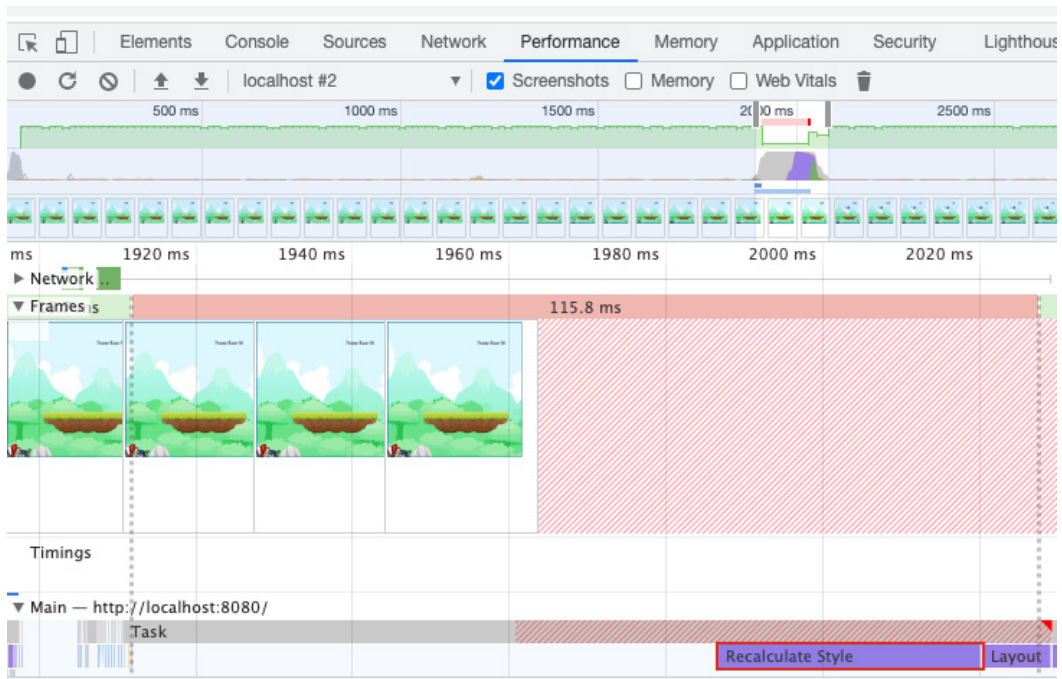 Elements Console Sources Network Performance Memory Application Security Lighthous
localhost #2 ▼ Screenshots Memory Web Vitals
500 ms 1000 ms 1500 ms 2000 ms 2500 ms
ms 1920 ms 1940 ms 1960 ms 1980 ms 2000 ms 2020 ms
▶ Network ..
▼ Frames s 115.8 ms
Timings
▼ Main — http://localhost:8080/
Task
Recalculate Style Layout